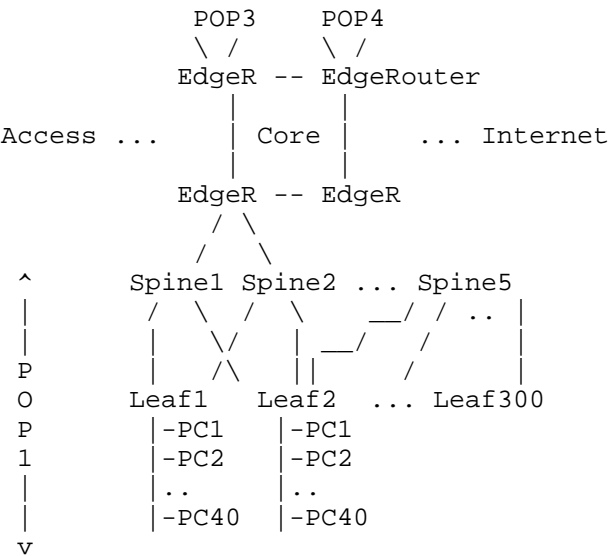 POP3 POP4
EdgeR -- EdgeRouter
Access ... Core ... Internet
EdgeR -- EdgeR
^ Spine1 Spine2 ... Spine5
..
P
O Leaf1 Leaf2 ... Leaf300
P |-PC1 |-PC1
1 |-PC2 |-PC2
| |.. |..
| |-PC40 |-PC40
v